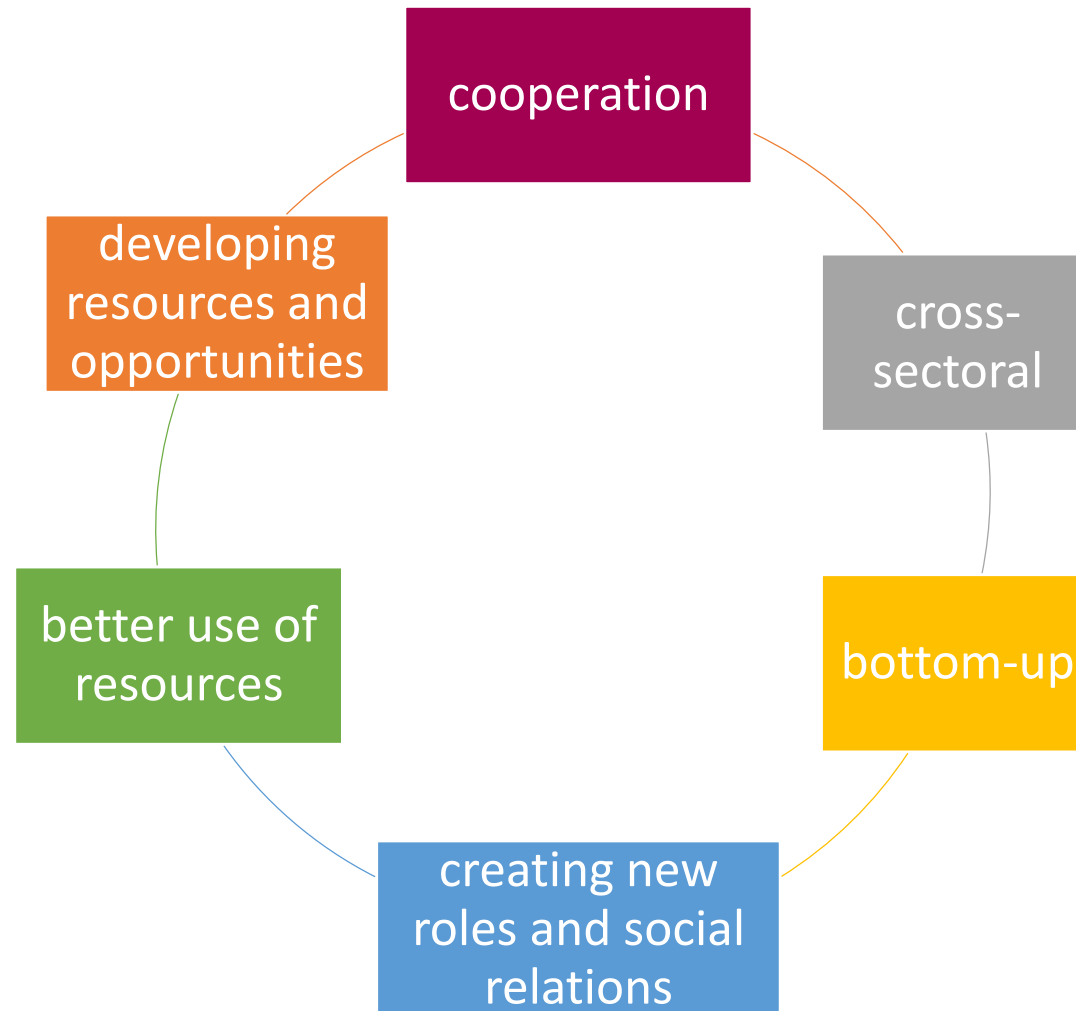 cooperation
cross-
sectoral
bottom-up
creating new
roles and social
relations
better use of
resources
developing
resources and
opportunities